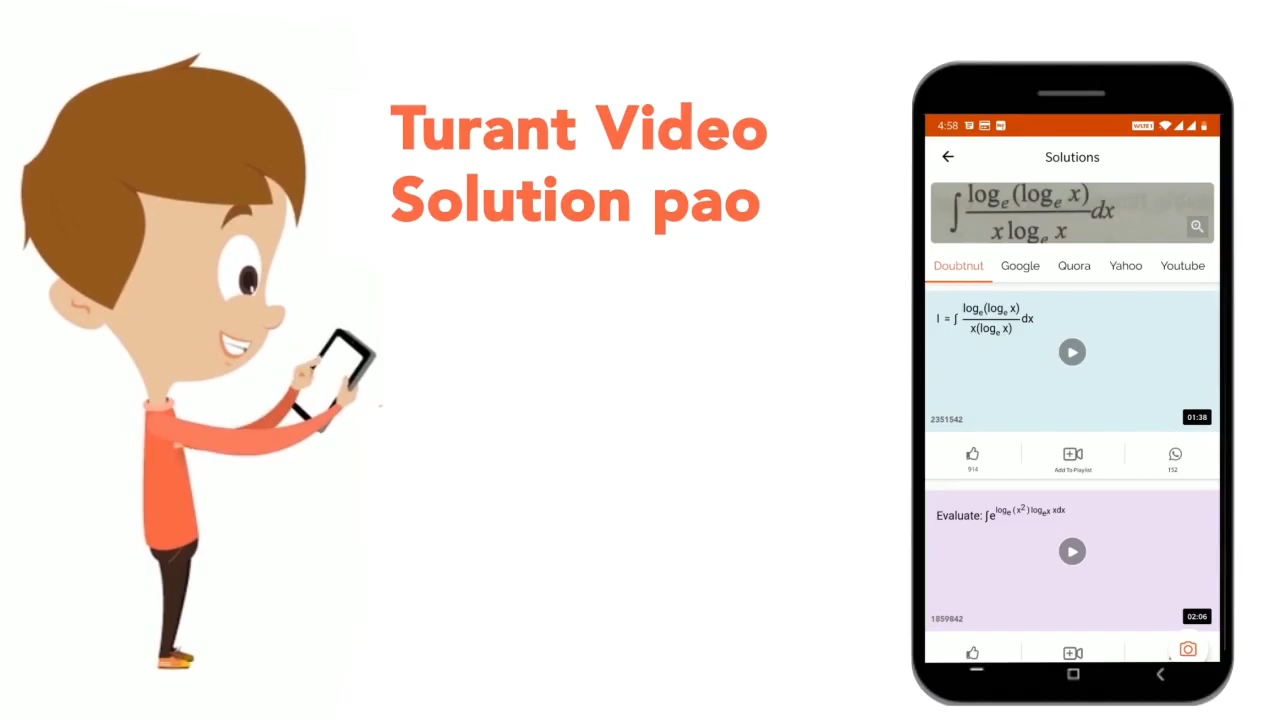 Turant Video
Solution pao
4:58
Solutions
∫ logₑ(logₑ x) / x logₑ x dx
Doubtnut Google Quora Yahoo Youtube
I = ∫ logₑ(logₑ x) / x(logₑ x) dx
2351542 01:38
914 Add To Playlist 152
Evaluate: ∫e^logₑ(x²)logₑx xdx
1859842 02:06